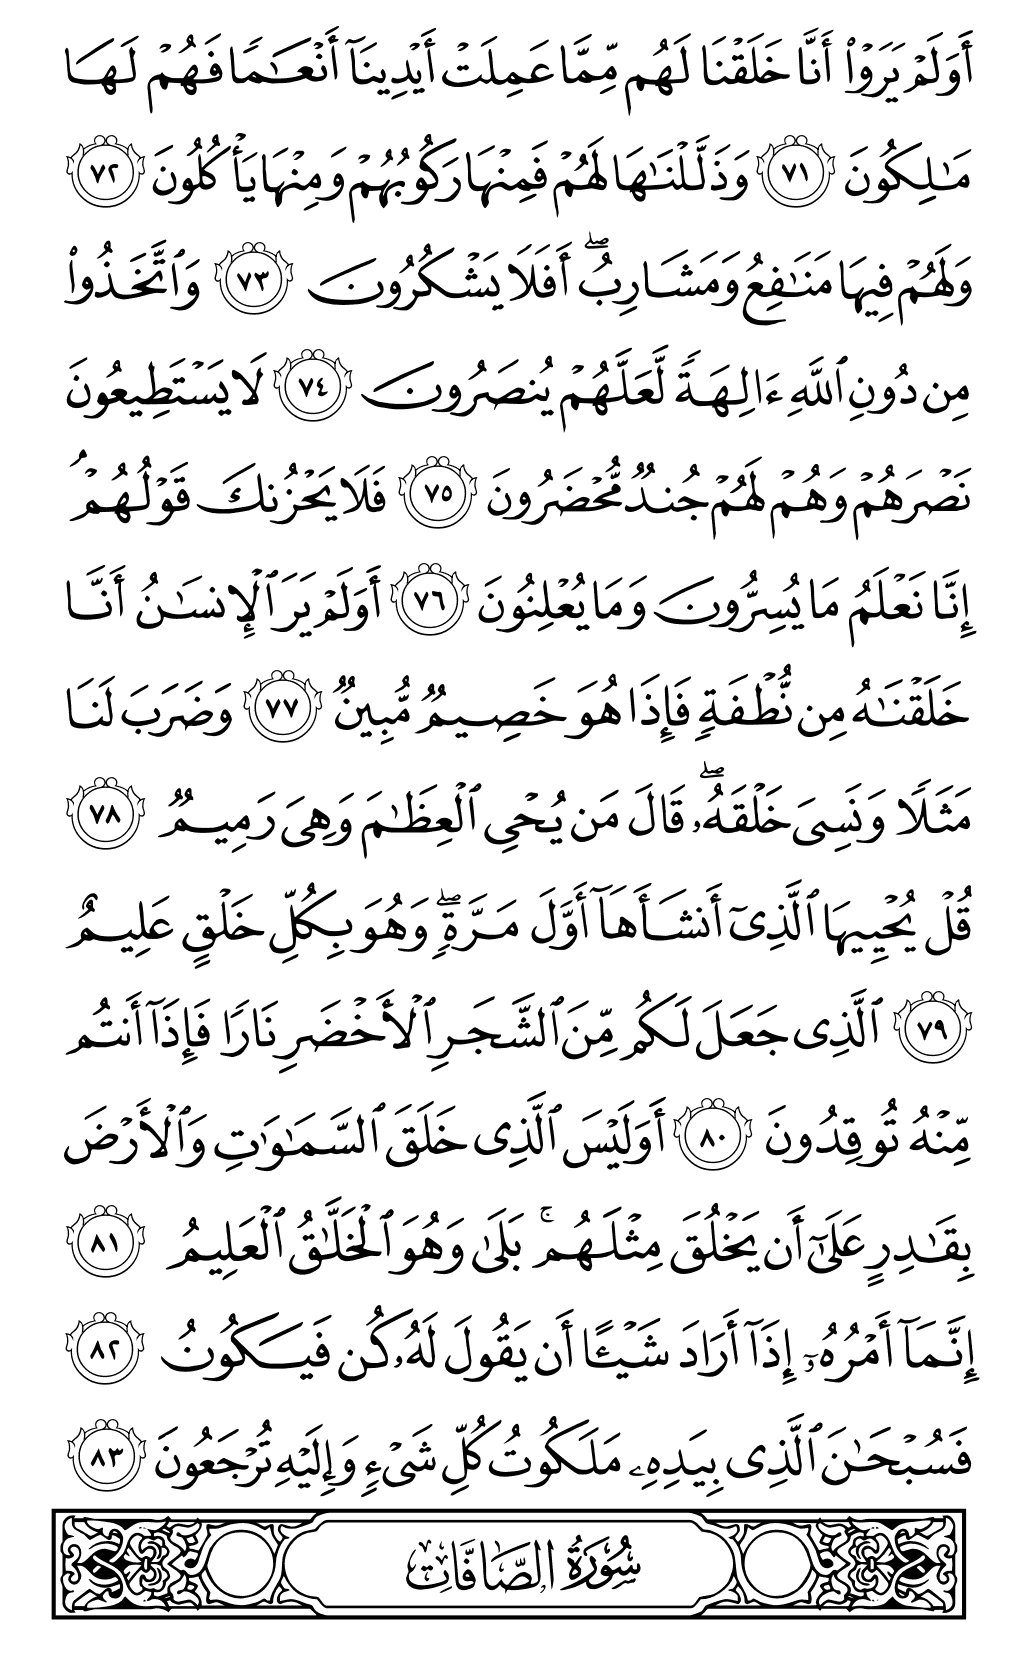 أَوَلَمْ يَرَوْا۟ أَنَّا خَلَقْنَا لَهُم مِّمَّا عَمِلَتْ أَيْدِينَآ أَنْعَـٰمًا فَهُمْ لَهَا
مَـٰلِكُونَ ٧١ وَذَلَّلْنَـٰهَا لَهُمْ فَمِنْهَا رَكُوبُهُمْ وَمِنْهَا يَأْكُلُونَ ٧٢
وَلَهُمْ فِيهَا مَنَـٰفِعُ وَمَشَارِبُ ۖ أَفَلَا يَشْكُرُونَ ٧٣ وَٱتَّخَذُوا۟
مِن دُونِ ٱللَّهِ ءَالِهَةً لَّعَلَّهُمْ يُنصَرُونَ ٧٤ لَا يَسْتَطِيعُونَ
نَصْرَهُمْ وَهُمْ لَهُمْ جُندٌ مُّحْضَرُونَ ٧٥ فَلَا يَحْزُنكَ قَوْلُهُمْ ۘ
إِنَّا نَعْلَمُ مَا يُسِرُّونَ وَمَا يُعْلِنُونَ ٧٦ أَوَلَمْ يَرَ ٱلْإِنسَـٰنُ أَنَّا
خَلَقْنَـٰهُ مِن نُّطْفَةٍ فَإِذَا هُوَ خَصِيمٌ مُّبِينٌ ٧٧ وَضَرَبَ لَنَا
مَثَلًا وَنَسِىَ خَلْقَهُۥ ۖ قَالَ مَن يُحْىِ ٱلْعِظَـٰمَ وَهِىَ رَمِيمٌ ٧٨
قُلْ يُحْيِيهَا ٱلَّذِىٓ أَنشَأَهَآ أَوَّلَ مَرَّةٍ ۖ وَهُوَ بِكُلِّ خَلْقٍ عَلِيمٌ
٧٩ ٱلَّذِى جَعَلَ لَكُم مِّنَ ٱلشَّجَرِ ٱلْأَخْضَرِ نَارًا فَإِذَآ أَنتُم
مِّنْهُ تُوقِدُونَ ٨٠ أَوَلَيْسَ ٱلَّذِى خَلَقَ ٱلسَّمَـٰوَٰتِ وَٱلْأَرْضَ
بِقَـٰدِرٍ عَلَىٰٓ أَن يَخْلُقَ مِثْلَهُم ۚ بَلَىٰ وَهُوَ ٱلْخَلَّـٰقُ ٱلْعَلِيمُ ٨١
إِنَّمَآ أَمْرُهُۥٓ إِذَآ أَرَادَ شَيْـًٔا أَن يَقُولَ لَهُۥ كُن فَيَكُونُ ٨٢
فَسُبْحَـٰنَ ٱلَّذِى بِيَدِهِۦ مَلَكُوتُ كُلِّ شَىْءٍ وَإِلَيْهِ تُرْجَعُونَ ٨٣
سُورَةُ الصَّافَّاتِ